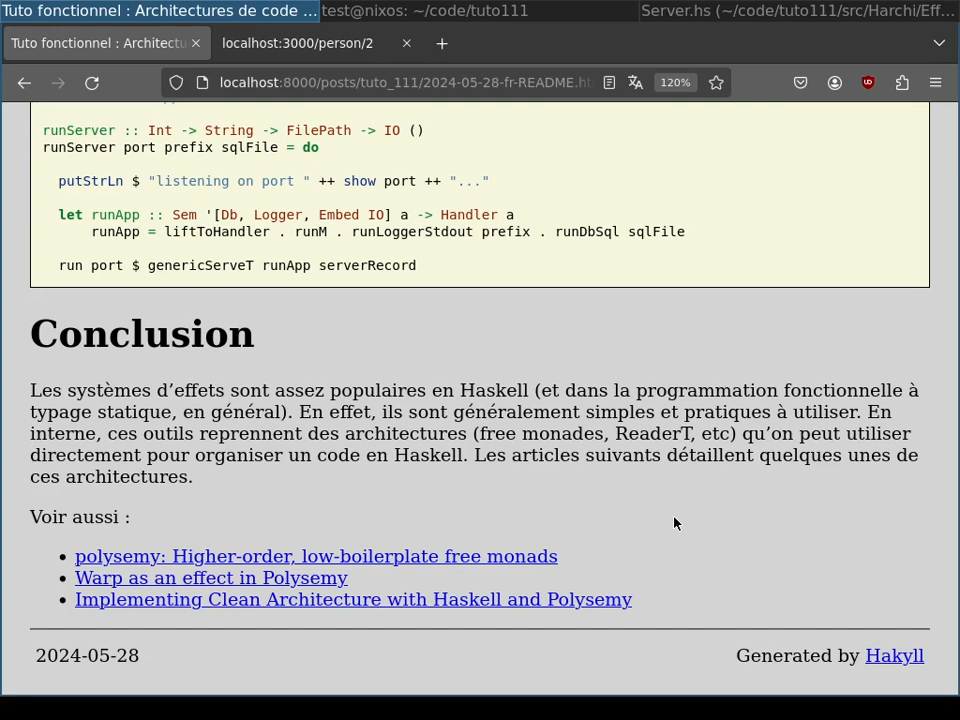 Tuto fonctionnel : Architectures de code ...
test@nixos: ~/code/tuto111
Server.hs (~/code/tuto111/src/Harchi/Eff...
Tuto fonctionnel : Architectu
localhost:3000/person/2
localhost:8000/posts/tuto_111/2024-05-28-fr-README.ht
120%
runServer :: Int -> String -> FilePath -> IO ()
runServer port prefix sqlFile = do
putStrLn $ "listening on port " ++ show port ++ "..."
let runApp :: Sem '[Db, Logger, Embed IO] a -> Handler a
runApp = liftToHandler . runM . runLoggerStdout prefix . runDbSql sqlFile
run port $ genericServeT runApp serverRecord
Conclusion
Les systèmes d’effets sont assez populaires en Haskell (et dans la programmation fonctionnelle à
typage statique, en général). En effet, ils sont généralement simples et pratiques à utiliser. En
interne, ces outils reprennent des architectures (free monades, ReaderT, etc) qu’on peut utiliser
directement pour organiser un code en Haskell. Les articles suivants détaillent quelques unes de
ces architectures.
Voir aussi :
• polysemy: Higher-order, low-boilerplate free monads
• Warp as an effect in Polysemy
• Implementing Clean Architecture with Haskell and Polysemy
2024-05-28
Generated by Hakyll